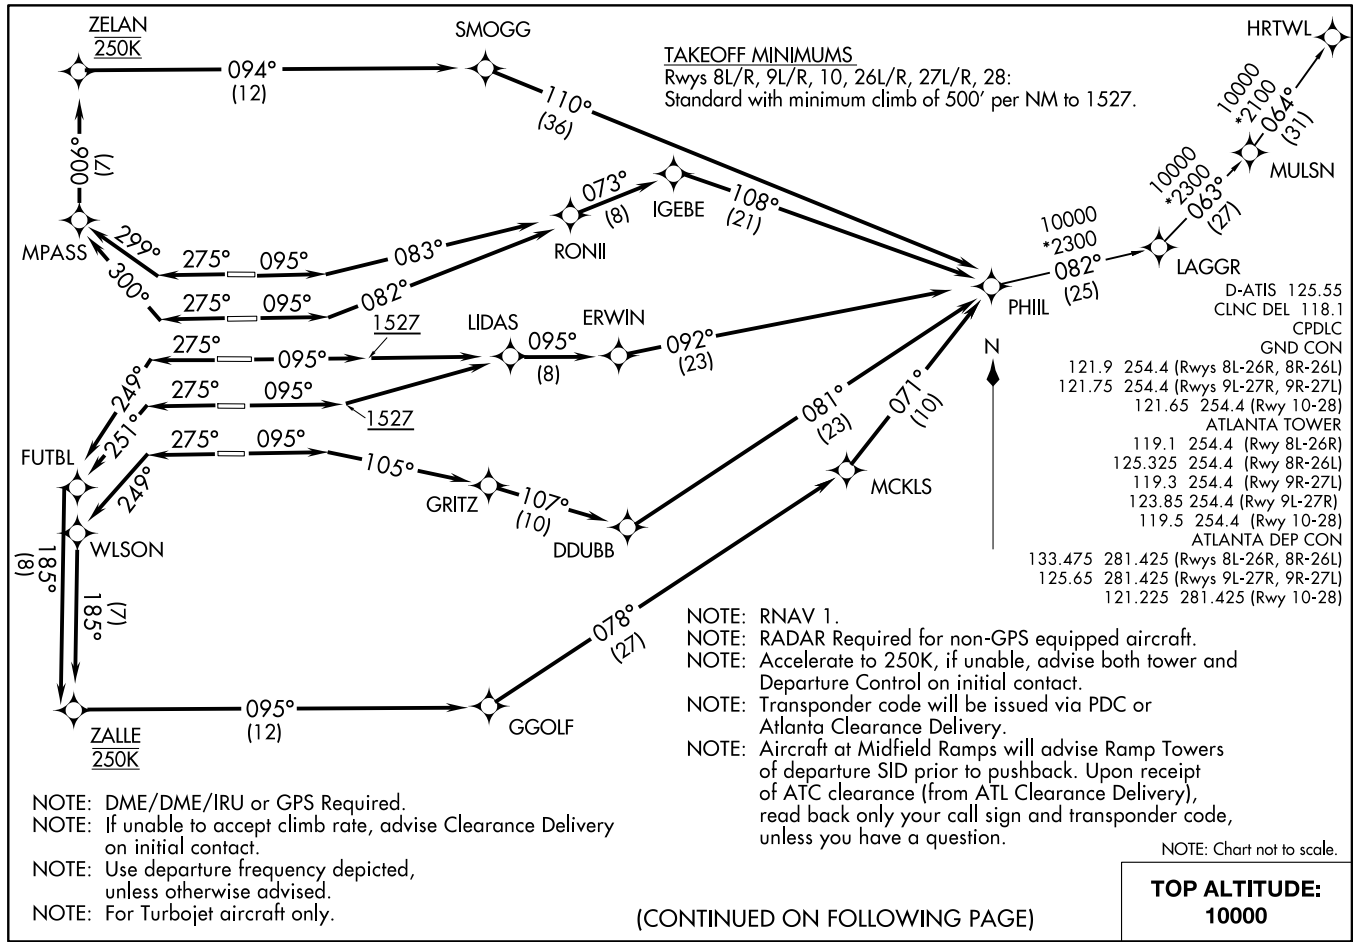 ZELAN
250K
SMOGG
HRTWL
TAKEOFF MINIMUMS
Rwys 8L/R, 9L/R, 10, 26L/R, 27L/R, 28:
Standard with minimum climb of 500' per NM to 1527.
094°
(12)
110°
(36)
10000
*2100
064°
(31)
MULSN
006°
(7)
073°
(8)
IGEBE
108°
(21)
10000
*2300
063°
(27)
MPASS
299°
275°
095°
083°
RONII
10000
*2300
082°
(25)
LAGGR
PHIIL
300°
275°
095°
082°
1527
LIDAS
ERWIN
275°
095°
095°
(8)
092°
(23)
N
249°
275°
095°
1527
081°
(23)
071°
(10)
251°
275°
095°
FUTBL
249°
105°
GRITZ
107°
(10)
DDUBB
MCKLS
WLSON
185°
(8)
185°
(7)
078°
(27)
095°
(12)
GGOLF
ZALLE
250K
D-ATIS 125.55
CLNC DEL 118.1
CPDLC
GND CON
121.9 254.4 (Rwys 8L-26R, 8R-26L)
121.75 254.4 (Rwys 9L-27R, 9R-27L)
121.65 254.4 (Rwy 10-28)
ATLANTA TOWER
119.1 254.4 (Rwy 8L-26R)
125.325 254.4 (Rwy 8R-26L)
119.3 254.4 (Rwy 9R-27L)
123.85 254.4 (Rwy 9L-27R)
119.5 254.4 (Rwy 10-28)
ATLANTA DEP CON
133.475 281.425 (Rwys 8L-26R, 8R-26L)
125.65 281.425 (Rwys 9L-27R, 9R-27L)
121.225 281.425 (Rwy 10-28)
NOTE: RNAV 1.
NOTE: RADAR Required for non-GPS equipped aircraft.
NOTE: Accelerate to 250K, if unable, advise both tower and
Departure Control on initial contact.
NOTE: Transponder code will be issued via PDC or
Atlanta Clearance Delivery.
NOTE: Aircraft at Midfield Ramps will advise Ramp Towers
of departure SID prior to pushback. Upon receipt
of ATC clearance (from ATL Clearance Delivery),
read back only your call sign and transponder code,
unless you have a question.
NOTE: DME/DME/IRU or GPS Required.
NOTE: If unable to accept climb rate, advise Clearance Delivery
on initial contact.
NOTE: Use departure frequency depicted,
unless otherwise advised.
NOTE: For Turbojet aircraft only.
NOTE: Chart not to scale.
(CONTINUED ON FOLLOWING PAGE)
TOP ALTITUDE:
10000